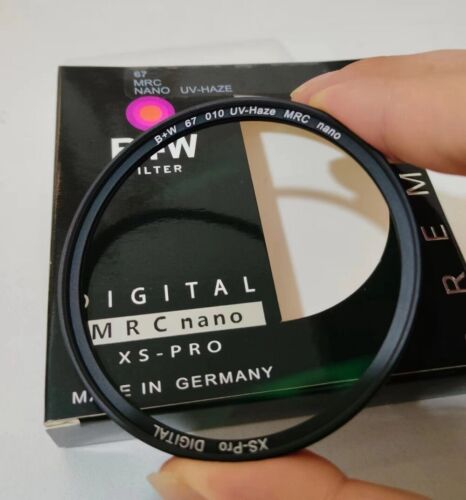 67
MRC
NANO UV-HAZE
B+W
FILTER
B+W 67 010 UV-Haze MRC nano
DIGITAL
MRC nano
XS-PRO
MADE IN GERMANY
XS-Pro DIGITAL
R E M